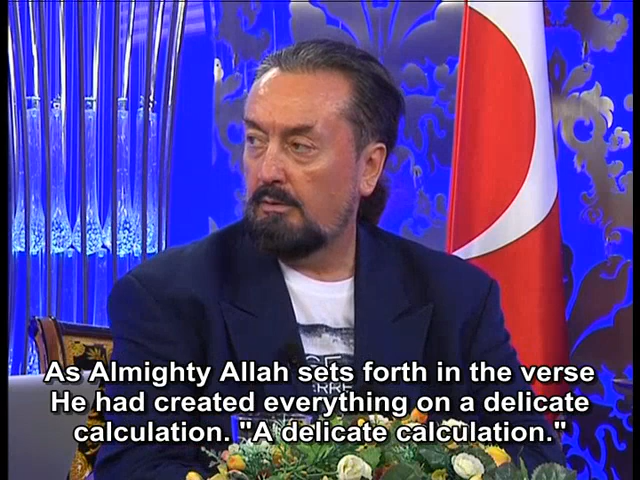 As Almighty Allah sets forth in the verse
He had created everything on a delicate
calculation. "A delicate calculation."